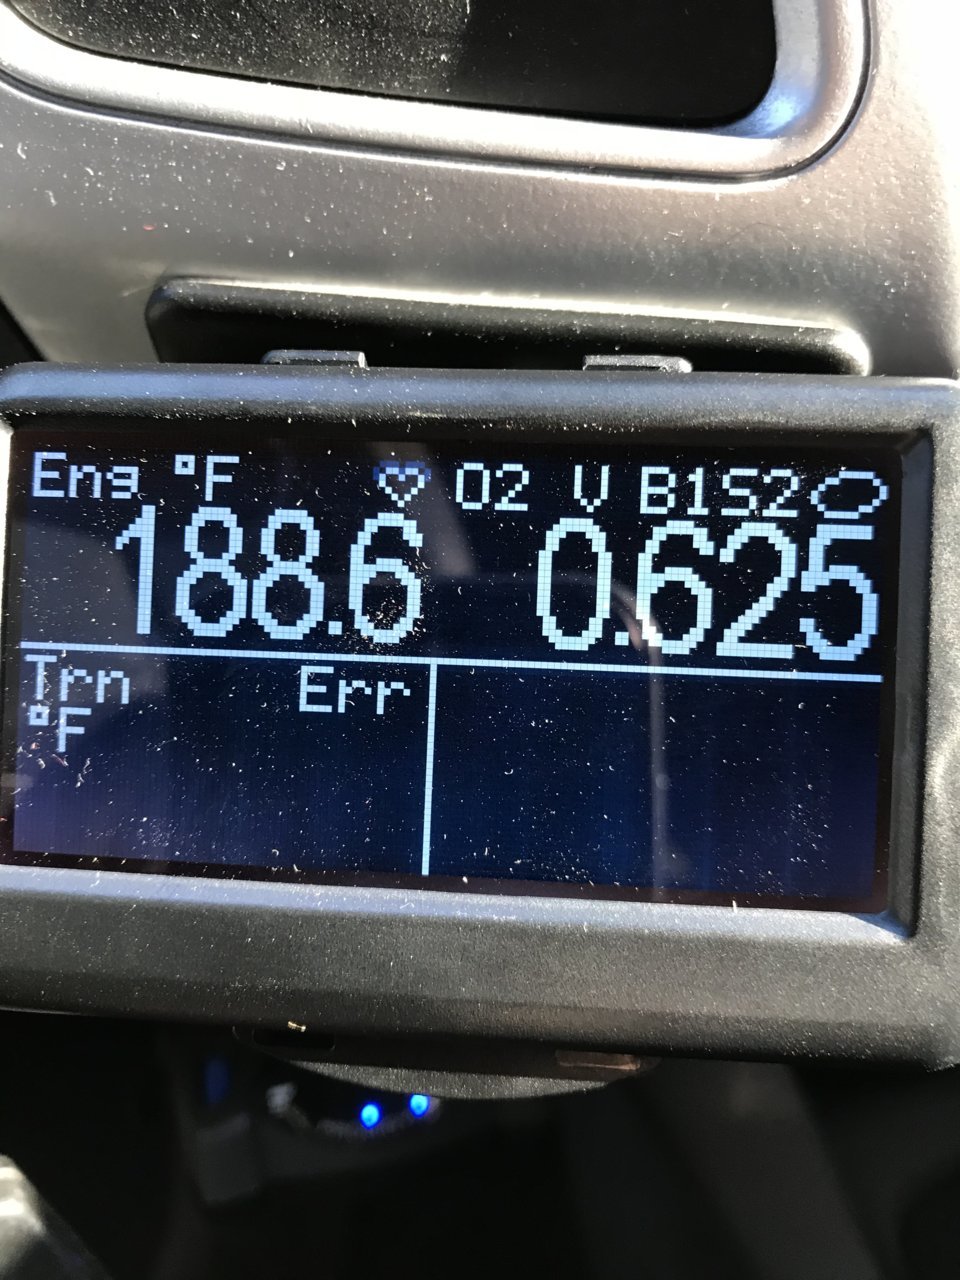 Eng °F O2 V B1S2
188.6 0.625
Trn Err
°F